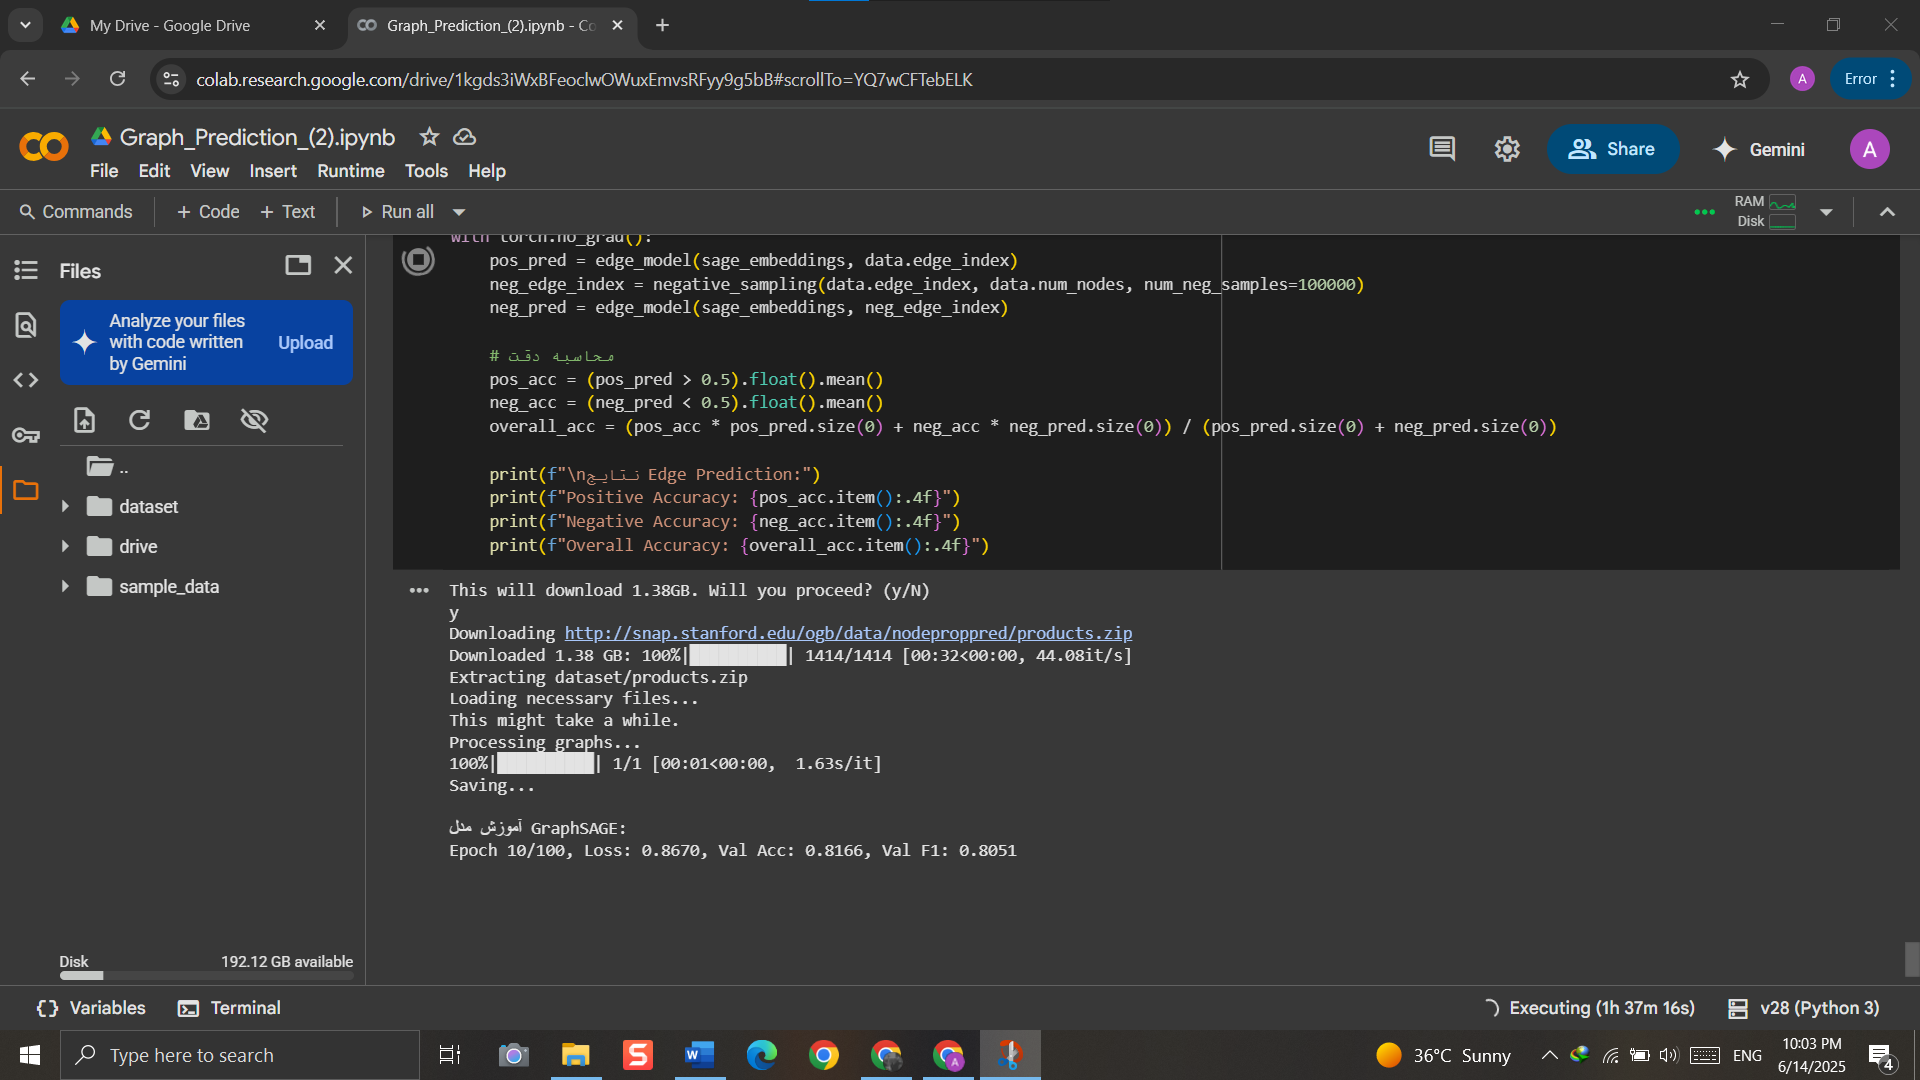 My Drive - Google Drive
Graph_Prediction_(2).ipynb - Co
colab.research.google.com/drive/1kgds3iWxBFeoclwOWuxEmvsRFyy9g5bB#scrollTo=YQ7wCFTebELK
A
Error
Graph_Prediction_(2).ipynb
File Edit View Insert Runtime Tools Help
Share
Gemini
A
Commands
+ Code + Text
Run all
RAM
Disk
Files
Analyze your files
with code written
by Gemini
Upload
..
dataset
drive
sample_data
Disk 192.12 GB available
with torch.no_grad():
pos_pred = edge_model(sage_embeddings, data.edge_index)
neg_edge_index = negative_sampling(data.edge_index, data.num_nodes, num_neg_samples=100000)
neg_pred = edge_model(sage_embeddings, neg_edge_index)
# محاسبه دقت
pos_acc = (pos_pred > 0.5).float().mean()
neg_acc = (neg_pred < 0.5).float().mean()
overall_acc = (pos_acc * pos_pred.size(0) + neg_acc * neg_pred.size(0)) / (pos_pred.size(0) + neg_pred.size(0))
print(f"\nنتایج Edge Prediction:")
print(f"Positive Accuracy: {pos_acc.item():.4f}")
print(f"Negative Accuracy: {neg_acc.item():.4f}")
print(f"Overall Accuracy: {overall_acc.item():.4f}")
This will download 1.38GB. Will you proceed? (y/N)
y
Downloading http://snap.stanford.edu/ogb/data/nodeproppred/products.zip
Downloaded 1.38 GB: 100%|██████████| 1414/1414 [00:32<00:00, 44.08it/s]
Extracting dataset/products.zip
Loading necessary files...
This might take a while.
Processing graphs...
100%|██████████| 1/1 [00:01<00:00, 1.63s/it]
Saving...
آموزش مدل GraphSAGE:
Epoch 10/100, Loss: 0.8670, Val Acc: 0.8166, Val F1: 0.8051
Variables
Terminal
Executing (1h 37m 16s)
v28 (Python 3)
Type here to search
36°C Sunny
ENG
10:03 PM
6/14/2025
4